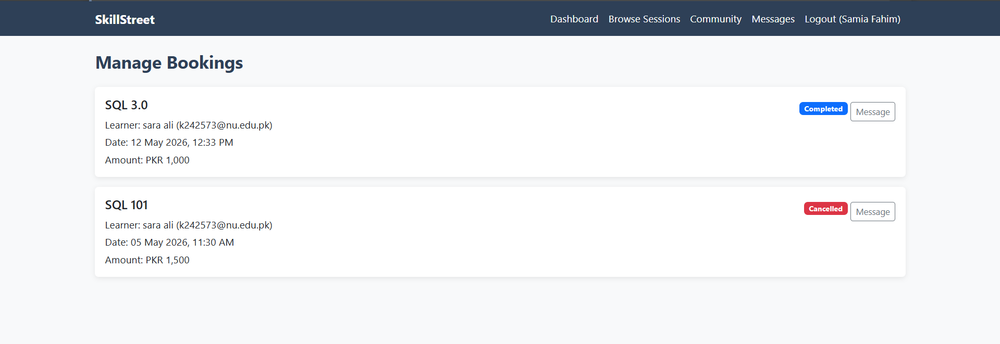 SkillStreet
Dashboard Browse Sessions Community Messages Logout (Samia Fahim)
Manage Bookings
SQL 3.0
Completed Message
Learner: sara ali (k242573@nu.edu.pk)
Date: 12 May 2026, 12:33 PM
Amount: PKR 1,000
SQL 101
Cancelled Message
Learner: sara ali (k242573@nu.edu.pk)
Date: 05 May 2026, 11:30 AM
Amount: PKR 1,500